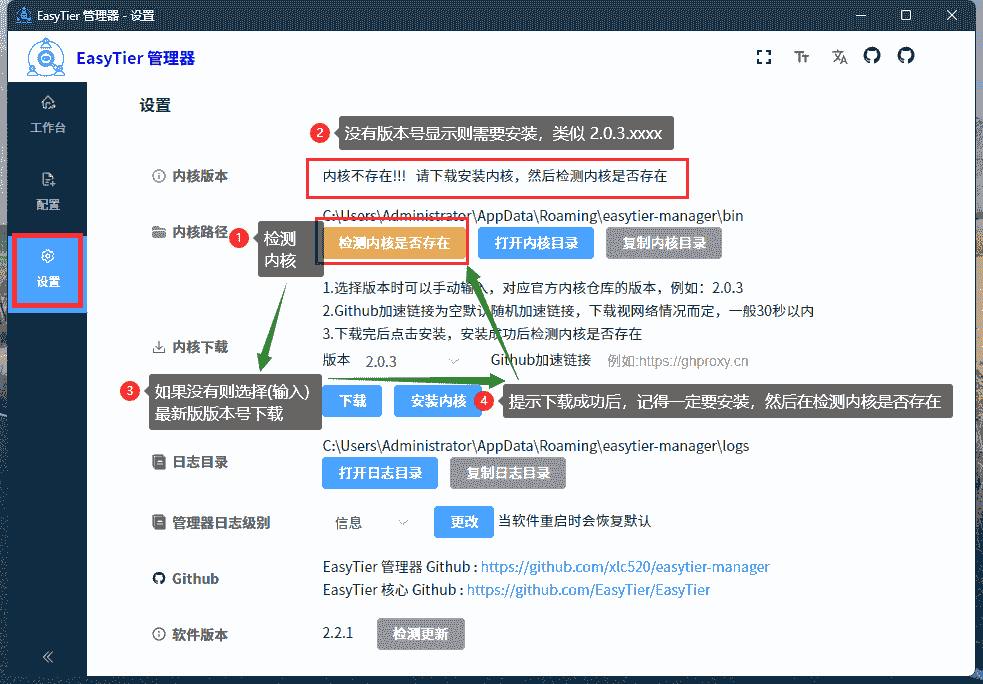 EasyTier 管理器 - 设置
EasyTier 管理器
工作台
配置
设置
设置
2
没有版本号显示则需要安装，类似 2.0.3.xxxx
内核版本
内核不存在!!! 请下载安装内核，然后检测内核是否存在
内核路径
C:\Users\Administrator\AppData\Roaming\easytier-manager\bin
1
检测
内核
检测内核是否存在
打开内核目录
复制内核目录
内核下载
1.选择版本时可以手动输入，对应官方内核仓库的版本，例如：2.0.3
2.Github加速链接为空默认随机加速链接，下载视网络情况而定，一般30秒以内
3.下载完后点击安装，安装成功后检测内核是否存在
版本 2.0.3 Github加速链接 例如:https://ghproxy.cn
3
如果没有则选择(输入)
最新版版本号下载
下载
安装内核
4
提示下载成功后，记得一定要安装，然后在检测内核是否存在
日志目录
C:\Users\Administrator\AppData\Roaming\easytier-manager\logs
打开日志目录
复制日志目录
管理器日志级别
信息
更改
当软件重启时会恢复默认
Github
EasyTier 管理器 Github : https://github.com/xlc520/easytier-manager
EasyTier 核心 Github : https://github.com/EasyTier/EasyTier
软件版本
2.2.1
检测更新